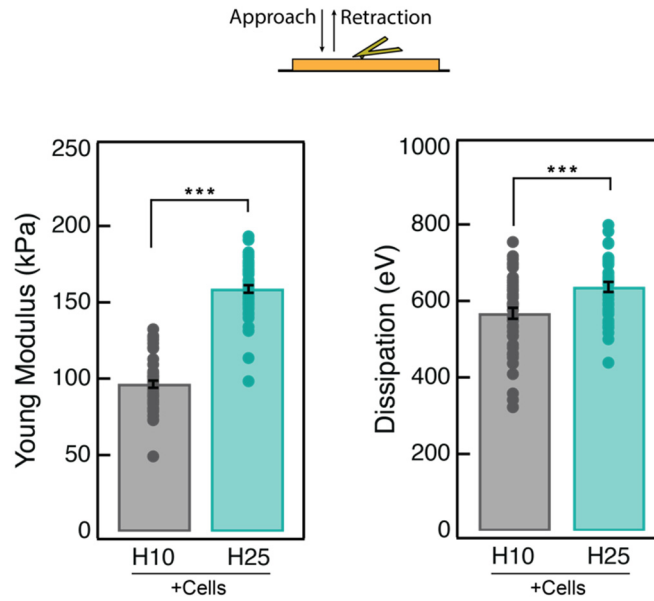 Approach Retraction
Young Modulus (kPa)
250
200
150
100
50
0
***
H10 H25
+Cells
Dissipation (eV)
1000
800
600
400
200
0
***
H10 H25
+Cells